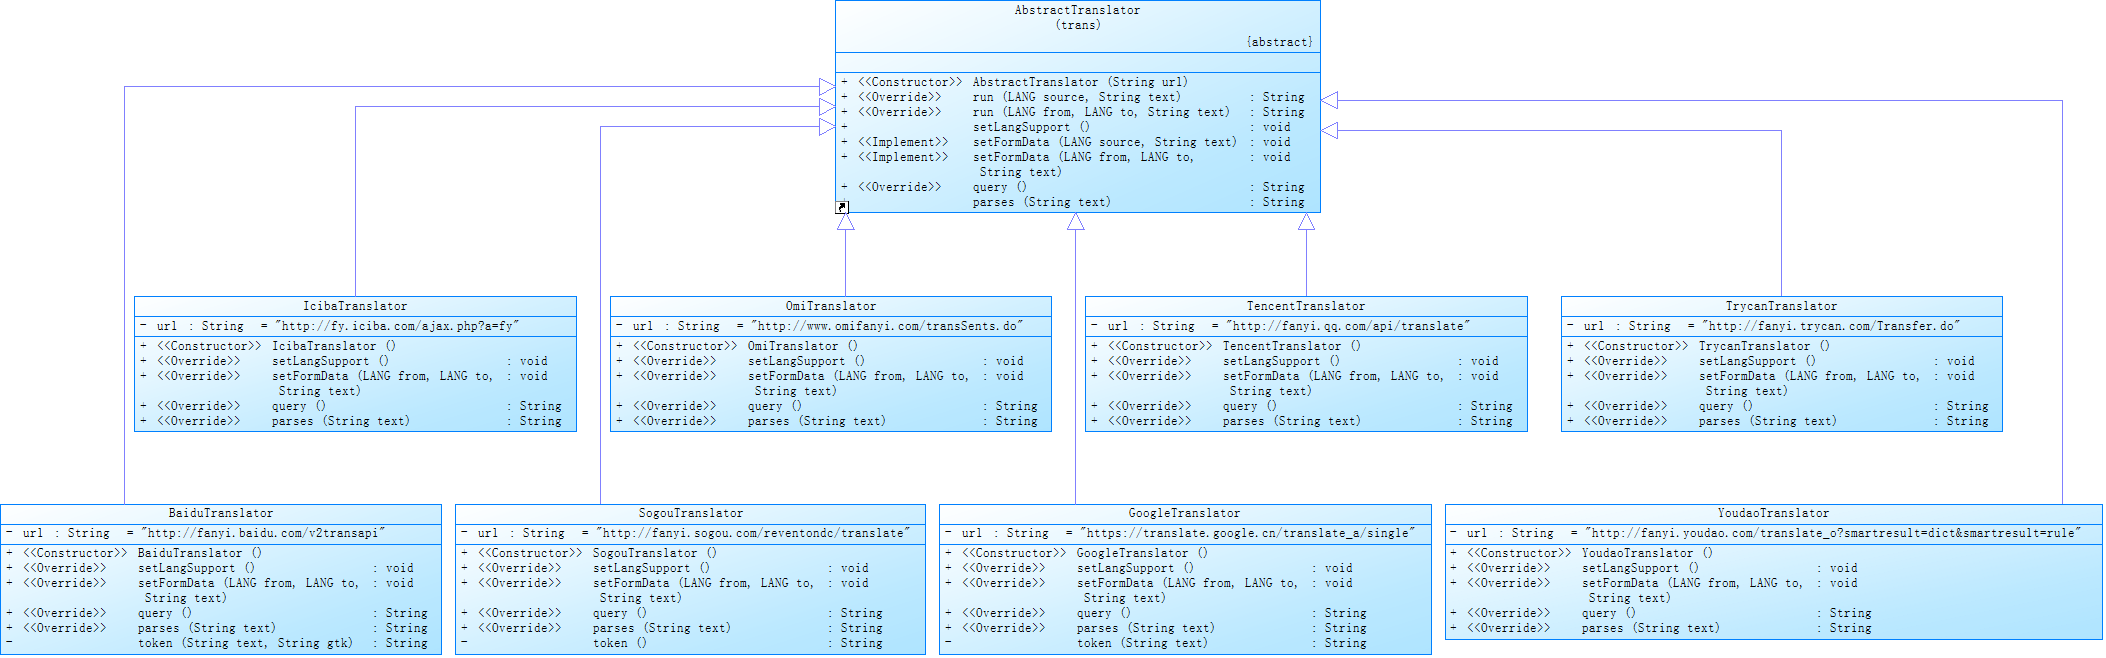 AbstractTranslator
(trans)
{abstract}
+ <<Constructor>> AbstractTranslator (String url)
+ <<Override>> run (LANG source, String text) : String
+ <<Override>> run (LANG from, LANG to, String text) : String
+ setLangSupport () : void
+ <<Implement>> setFormData (LANG source, String text) : void
+ <<Implement>> setFormData (LANG from, LANG to, : void
String text)
+ <<Override>> query () : String
parses (String text) : String
IcibaTranslator
- url : String = "http://fy.iciba.com/ajax.php?a=fy"
+ <<Constructor>> IcibaTranslator ()
+ <<Override>> setLangSupport () : void
+ <<Override>> setFormData (LANG from, LANG to, : void
String text)
+ <<Override>> query () : String
+ <<Override>> parses (String text) : String
OmiTranslator
- url : String = "http://www.omifanyi.com/transSents.do"
+ <<Constructor>> OmiTranslator ()
+ <<Override>> setLangSupport () : void
+ <<Override>> setFormData (LANG from, LANG to, : void
String text)
+ <<Override>> query () : String
+ <<Override>> parses (String text) : String
TencentTranslator
- url : String = "http://fanyi.qq.com/api/translate"
+ <<Constructor>> TencentTranslator ()
+ <<Override>> setLangSupport () : void
+ <<Override>> setFormData (LANG from, LANG to, : void
String text)
+ <<Override>> query () : String
+ <<Override>> parses (String text) : String
TrycanTranslator
- url : String = "http://fanyi.trycan.com/Transfer.do"
+ <<Constructor>> TrycanTranslator ()
+ <<Override>> setLangSupport () : void
+ <<Override>> setFormData (LANG from, LANG to, : void
String text)
+ <<Override>> query () : String
+ <<Override>> parses (String text) : String
BaiduTranslator
- url : String = "http://fanyi.baidu.com/v2transapi"
+ <<Constructor>> BaiduTranslator ()
+ <<Override>> setLangSupport () : void
+ <<Override>> setFormData (LANG from, LANG to, : void
String text)
+ <<Override>> query () : String
+ <<Override>> parses (String text) : String
- token (String text, String gtk) : String
SogouTranslator
- url : String = "http://fanyi.sogou.com/reventondc/translate"
+ <<Constructor>> SogouTranslator ()
+ <<Override>> setLangSupport () : void
+ <<Override>> setFormData (LANG from, LANG to, : void
String text)
+ <<Override>> query () : String
+ <<Override>> parses (String text) : String
- token () : String
GoogleTranslator
- url : String = "https://translate.google.cn/translate_a/single"
+ <<Constructor>> GoogleTranslator ()
+ <<Override>> setLangSupport () : void
+ <<Override>> setFormData (LANG from, LANG to, : void
String text)
+ <<Override>> query () : String
+ <<Override>> parses (String text) : String
- token (String text) : String
YoudaoTranslator
- url : String = "http://fanyi.youdao.com/translate_o?smartresult=dict&smartresult=rule"
+ <<Constructor>> YoudaoTranslator ()
+ <<Override>> setLangSupport () : void
+ <<Override>> setFormData (LANG from, LANG to, : void
String text)
+ <<Override>> query () : String
+ <<Override>> parses (String text) : String